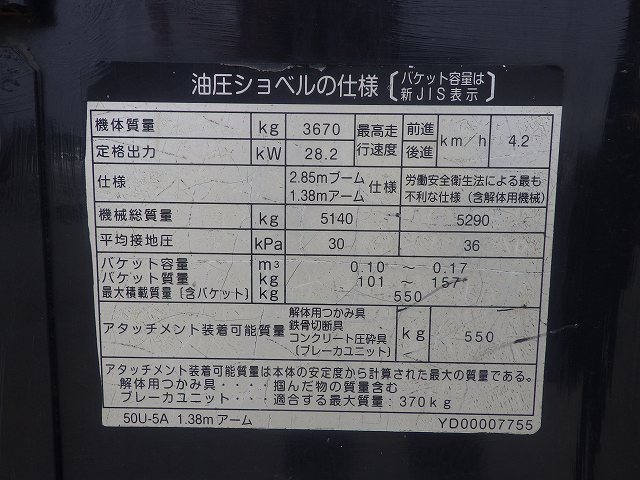 油圧ショベルの仕様〔バケット容量は
新JIS表示〕
機体質量 kg 3670 最高走行速度 前進 後進 km/h 4.2
定格出力 kW 28.2
仕様 2.85mブーム 1.38mアーム 仕様 労働安全衛生法による最も不利な仕様(含解体用機械)
機械総質量 kg 5140 5290
平均接地圧 kPa 30 36
バケット容量 m³ 0.10 ～ 0.17
バケット質量 kg 101 ～ 157
最大積載質量(含バケット) kg 550
アタッチメント装着可能質量 解体用つかみ具 鉄骨切断具 コンクリート圧砕具 〔ブレーカユニット〕 kg 550
アタッチメント装着可能質量は本体の安定度から計算された最大の質量である。
解体用つかみ具・・・・掴んだ物の質量含む
ブレーカユニット・・・・適合する最大質量:370kg
50U-5A 1.38mアーム YD00007755